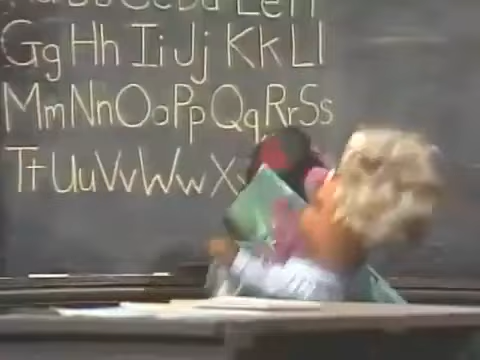 Gg Hh Ii Jj Kk Ll
Mm Nn Oo Pp Qq Rr Ss
Tt Uu Vv Ww X